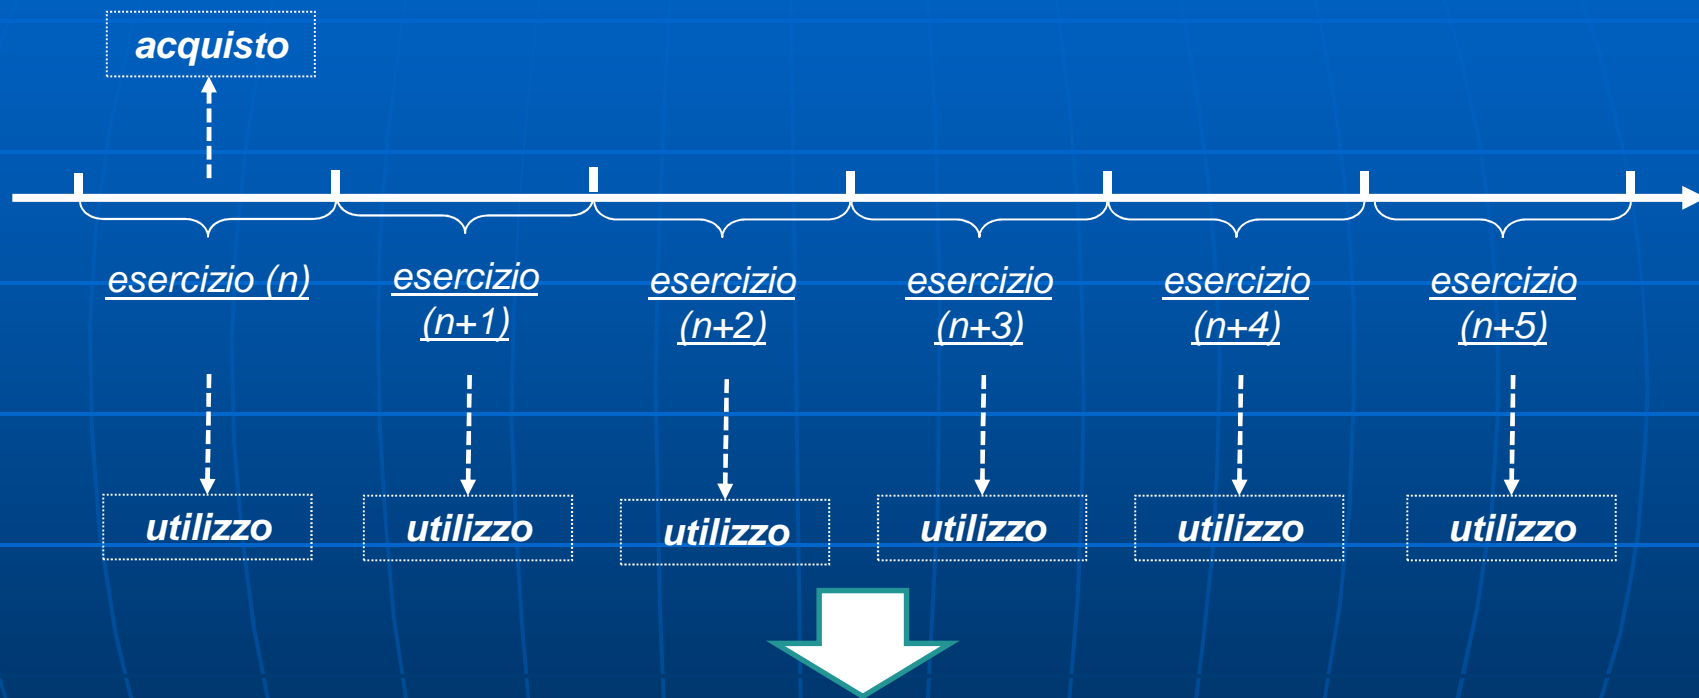 acquisto
esercizio (n)
esercizio
(n+1)
esercizio
(n+2)
esercizio
(n+3)
esercizio
(n+4)
esercizio
(n+5)
utilizzo
utilizzo
utilizzo
utilizzo
utilizzo
utilizzo